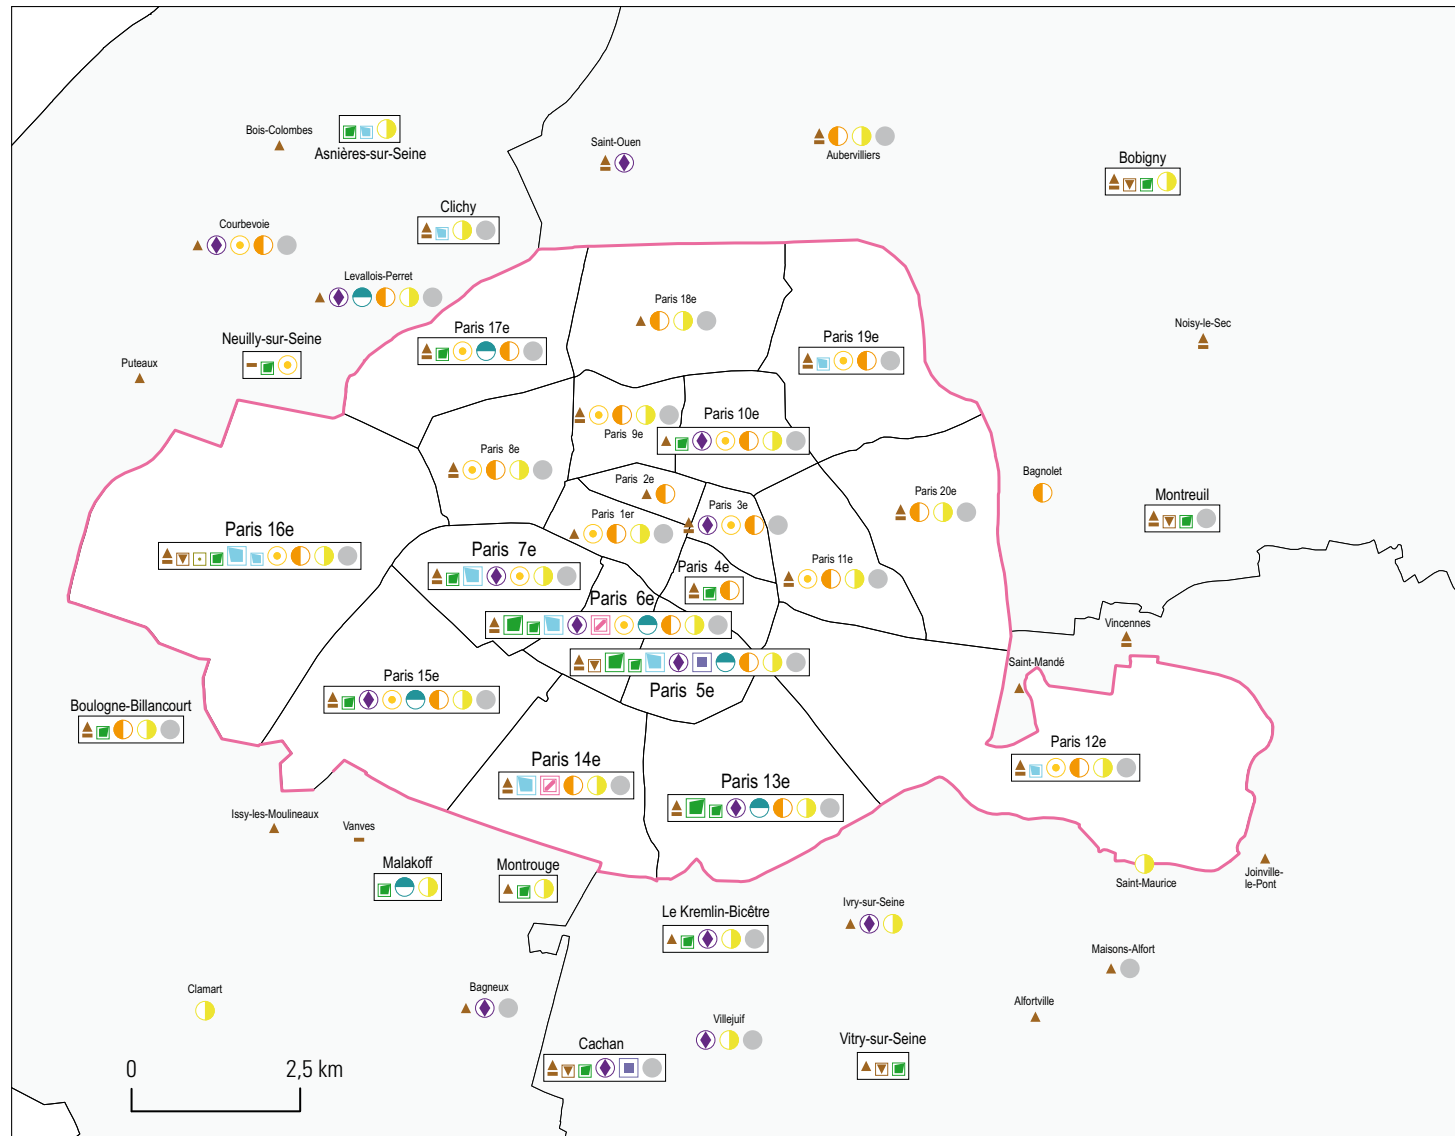 Bois-Colombes
Asnières-sur-Seine
Saint-Ouen
Aubervilliers
Bobigny
Clichy
Courbevoie
Levallois-Perret
Paris 18e
Paris 17e
Noisy-le-Sec
Neuilly-sur-Seine
Paris 19e
Puteaux
Paris 10e
Paris 9e
Paris 8e
Bagnolet
Paris 2e
Paris 20e
Montreuil
Paris 3e
Paris 1er
Paris 16e
Paris 7e
Paris 11e
Paris 4e
Paris 6e
Vincennes
Saint-Mandé
Paris 15e
Paris 5e
Boulogne-Billancourt
Paris 12e
Paris 14e
Paris 13e
Issy-les-Moulineaux
Vanves
Malakoff
Montrouge
Saint-Maurice
Joinville-
le-Pont
Ivry-sur-Seine
Le Kremlin-Bicêtre
Maisons-Alfort
Clamart
Bagneux
Alfortville
Villejuif
Cachan
Vitry-sur-Seine
0 2,5 km